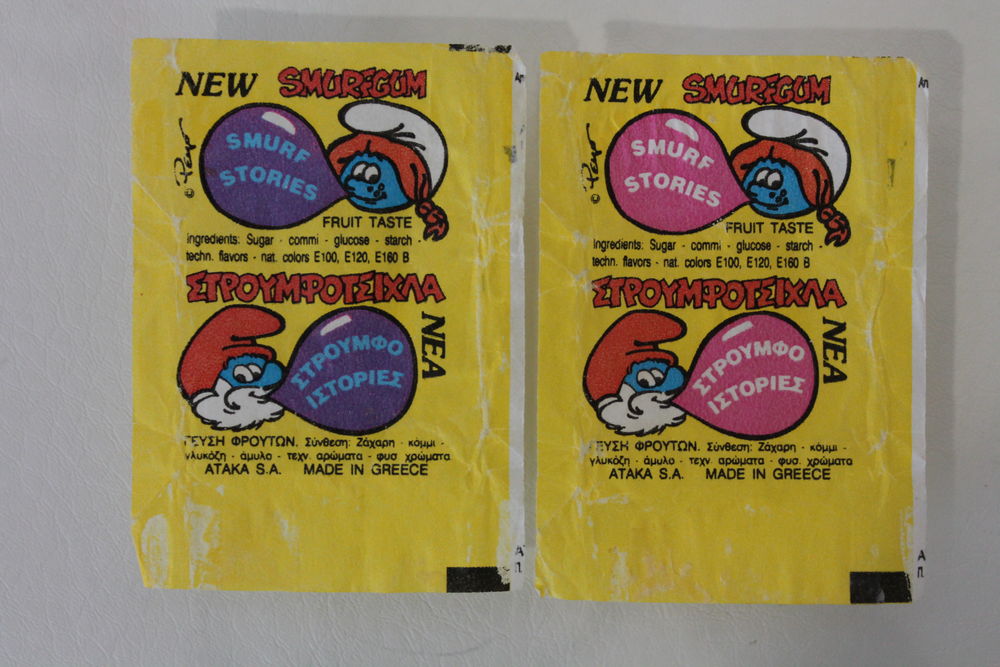 NEW SMURFGUM
SMURF
STORIES
© Peyo
FRUIT TASTE
Ingredients: Sugar - commi - glucose - starch -
techn. flavors - nat. colors E100, E120, E160 B
ΣΤΡΟΥΜΦΟΤΣΙΧΛΑ
ΝΕΑ
ΣΤΡΟΥΜΦΟ
ΙΣΤΟΡΙΕΣ
ΓΕΥΣΗ ΦΡΟΥΤΩΝ. Σύνθεση: Ζάχαρη - κόμμι -
γλυκόζη - άμυλο - τεχν. αρώματα - φυσ. χρώματα
ATAKA S.A. MADE IN GREECE
NEW SMURFGUM
SMURF
STORIES
© Peyo
FRUIT TASTE
Ingredients: Sugar - commi - glucose - starch -
techn. flavors - nat. colors E100, E120, E160 B
ΣΤΡΟΥΜΦΟΤΣΙΧΛΑ
ΝΕΑ
ΣΤΡΟΥΜΦΟ
ΙΣΤΟΡΙΕΣ
ΓΕΥΣΗ ΦΡΟΥΤΩΝ. Σύνθεση: Ζάχαρη - κόμμι -
γλυκόζη - άμυλο - τεχν. αρώματα - φυσ. χρώματα
ATAKA S.A. MADE IN GREECE